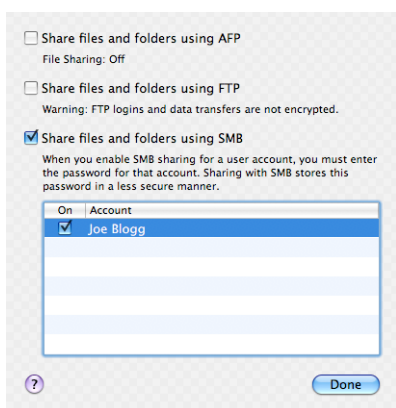 Share files and folders using AFP
File Sharing: Off
Share files and folders using FTP
Warning: FTP logins and data transfers are not encrypted.
Share files and folders using SMB
When you enable SMB sharing for a user account, you must enter
the password for that account. Sharing with SMB stores this
password in a less secure manner.
On Account
Joe Blogg
? Done